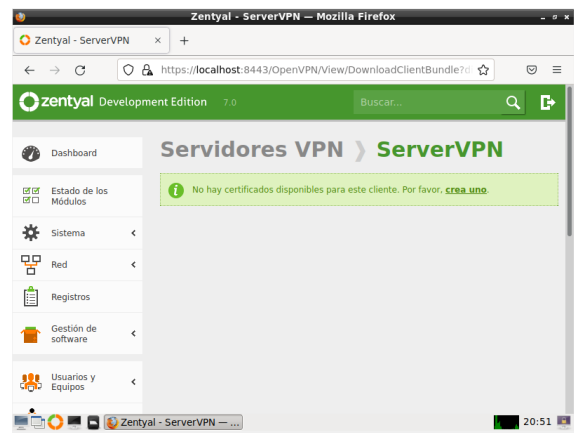 Zentyal - ServerVPN — Mozilla Firefox
Zentyal - ServerVPN
https://localhost:8443/OpenVPN/View/DownloadClientBundle?di
zentyal Development Edition 7.0
Buscar...
Dashboard
Estado de los
Módulos
Sistema
Red
Registros
Gestión de
software
Usuarios y
Equipos
Servidores VPN ServerVPN
No hay certificados disponibles para este cliente. Por favor, crea uno.
Zentyal - ServerVPN — ...
20:51